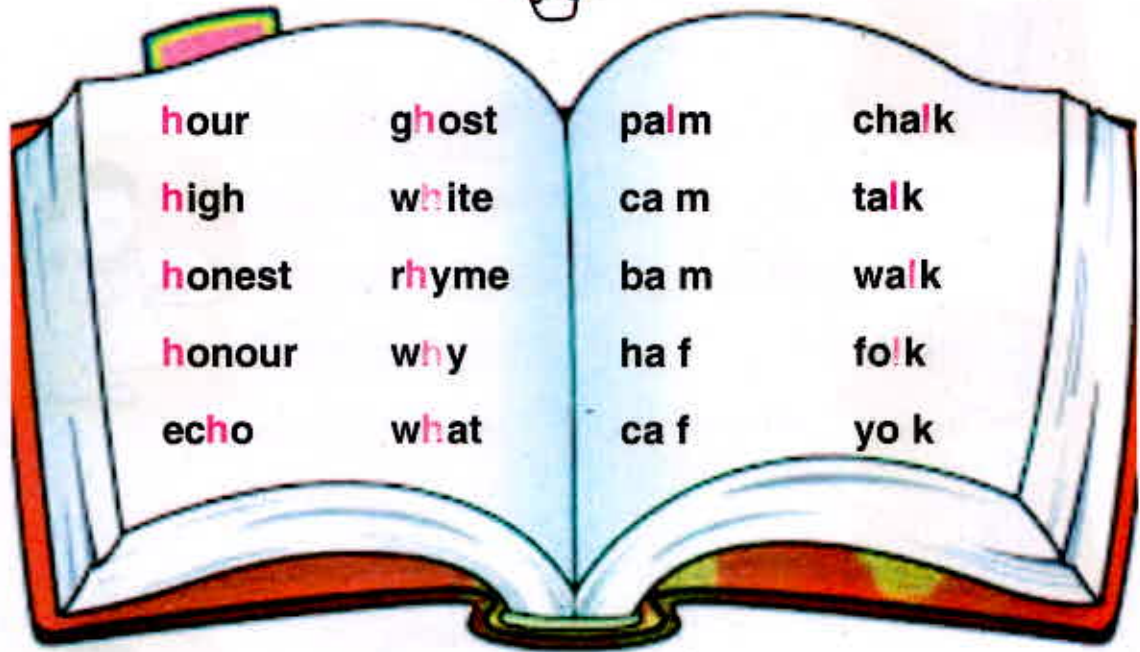 hour ghost palm chalk
high white ca m talk
honest rhyme ba m walk
honour why ha f folk
echo what ca f yo k